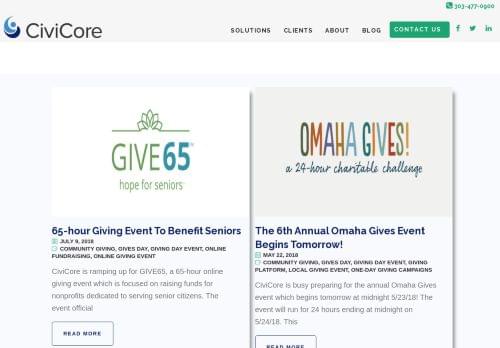 303-477-0900
CiviCore
SOLUTIONS CLIENTS ABOUT BLOG CONTACT US
GIVE65™
hope for seniors™
65-hour Giving Event To Benefit Seniors
JULY 9, 2018
COMMUNITY GIVING, GIVES DAY, GIVING DAY EVENT, ONLINE
FUNDRAISING, ONLINE GIVING EVENT
CiviCore is ramping up for GIVE65, a 65-hour online
giving event which is focused on raising funds for
nonprofits dedicated to serving senior citizens. The
event official
READ MORE
OMAHA GIVES!
a 24-hour charitable challenge
The 6th Annual Omaha Gives Event
Begins Tomorrow!
MAY 22, 2018
COMMUNITY GIVING, GIVES DAY, GIVING DAY EVENT, GIVING
PLATFORM, LOCAL GIVING EVENT, ONE-DAY GIVING CAMPAIGNS
CiviCore is busy preparing for the annual Omaha Gives
event which begins tomorrow at midnight 5/23/18! The
event will run for 24 hours ending at midnight on
5/24/18. This
READ MORE